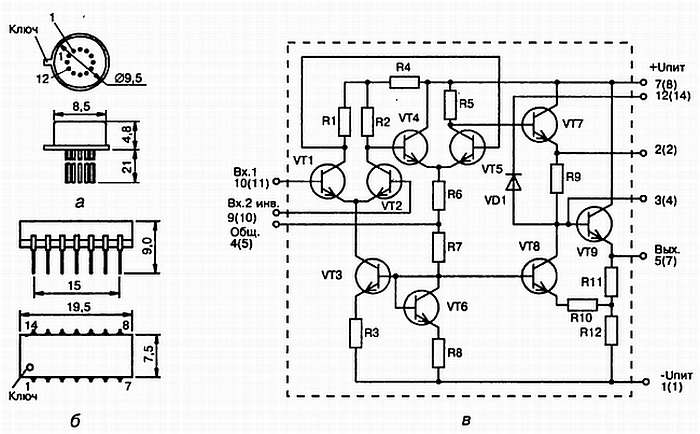 Ключ
1
1
12
Ø9,5
8,5
4,8
21
а
9,0
15
19,5
14
8
7,5
Ключ
1
7
б
+Uпит
7(8)
12(14)
R4
R1
R2
VT4
R5
VT7
2(2)
VT1
VT5
R9
Вх.1
10(11)
R6
VD1
3(4)
Вх.2 инв.
9(10)
VT2
Общ.
4(5)
R7
VT8
VT9
Вых.
5(7)
VT3
R11
VT6
R10
R3
R8
R12
-Uпит
1(1)
в